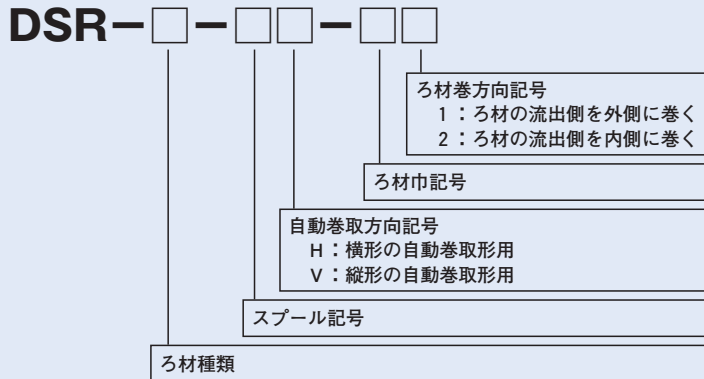 DSR－□－□□－□□
ろ材巻方向記号
1：ろ材の流出側を外側に巻く
2：ろ材の流出側を内側に巻く
ろ材巾記号
自動巻取方向記号
H：横形の自動巻取形用
V：縦形の自動巻取形用
スプール記号
ろ材種類